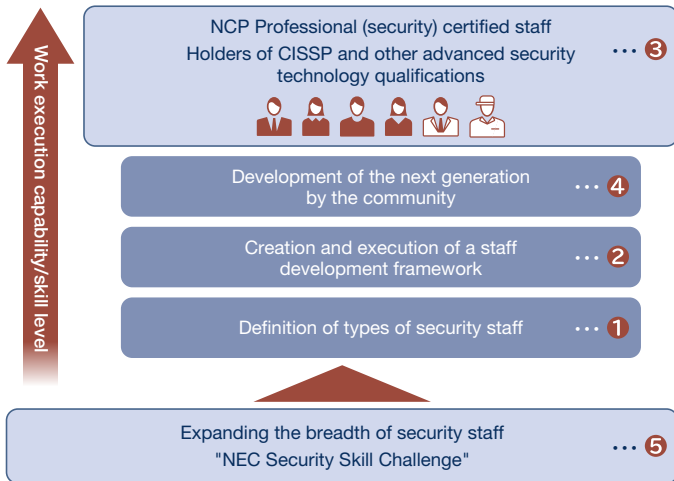 Work execution capability/skill level
NCP Professional (security) certified staff
Holders of CISSP and other advanced security
technology qualifications
... 3
Development of the next generation
by the community
... 4
Creation and execution of a staff
development framework
... 2
Definition of types of security staff
... 1
Expanding the breadth of security staff
"NEC Security Skill Challenge"
... 5